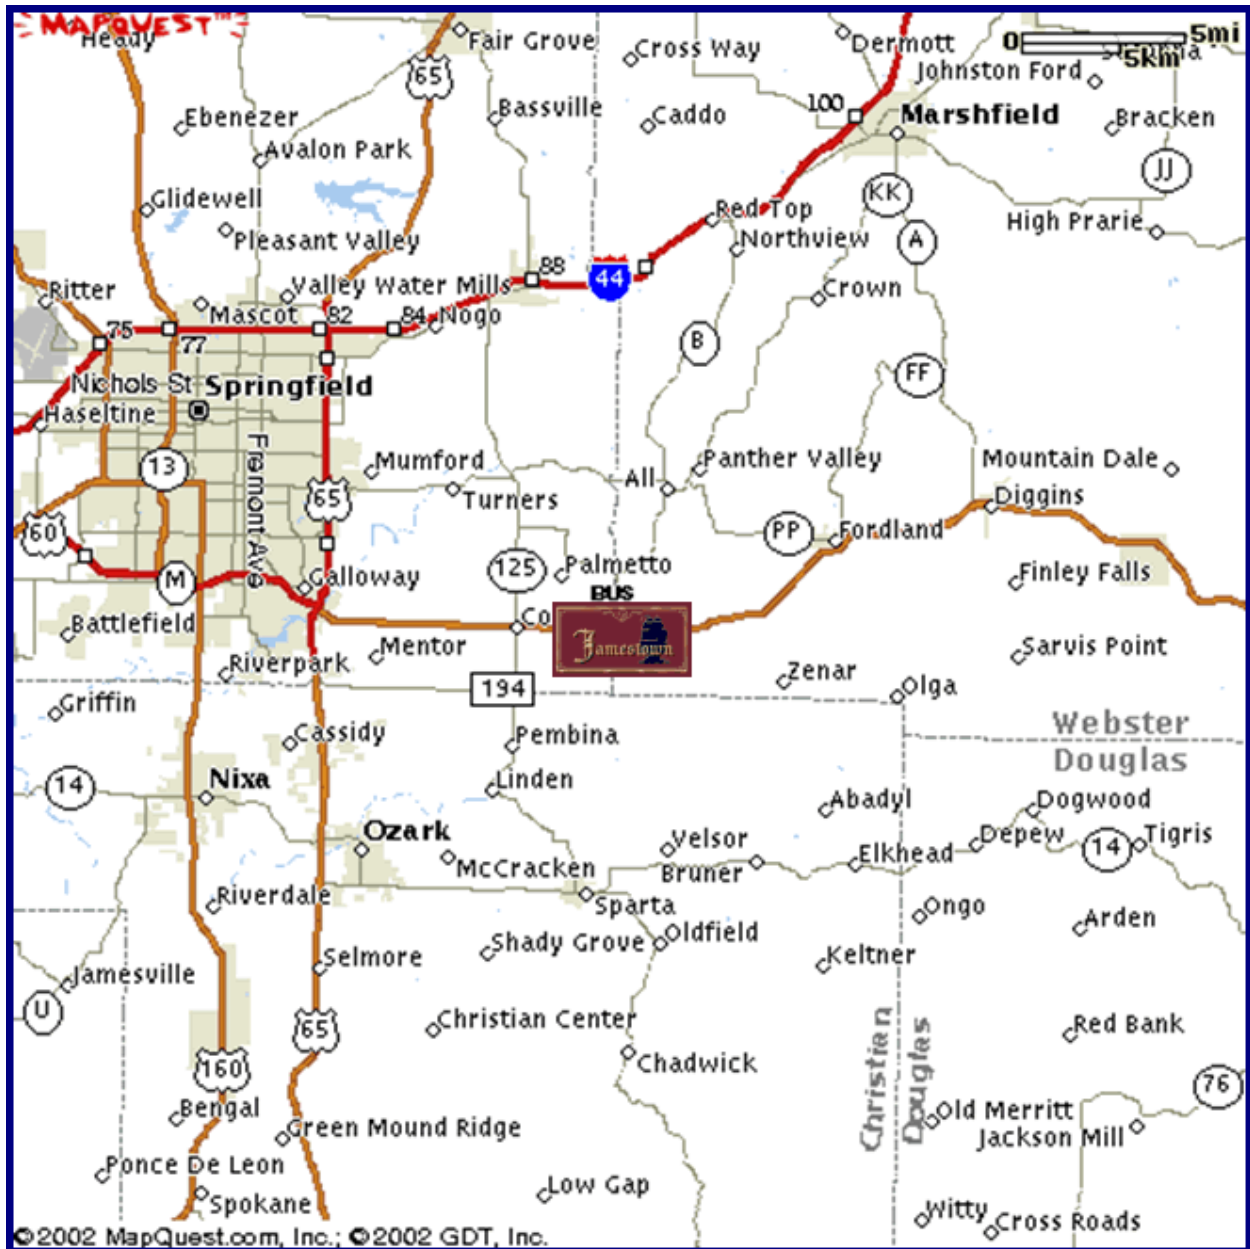 MAPQUEST™
Heady
65
Fair Grove
Cross Way
Dermott
0
5mi
5km
Johnston Ford
Ebenezer
Bassville
Caddo
100
Marshfield
Bracken
Avalon Park
JJ
Glidewell
KK
Red Top
High Prarie
Pleasant Valley
Northview
A
88
44
Ritter
Valley Water Mills
Crown
Mascot
82
84
Nogo
75
77
B
FF
Nichols St
Springfield
Haseltine
Fremont Ave
13
Mumford
All
Panther Valley
Mountain Dale
65
Turners
Diggins
60
PP
Fordland
125
Palmetto
M
Galloway
BUS
Finley Falls
Battlefield
Co
Jamestown
Mentor
Sarvis Point
Riverpark
194
Zenar
Olga
Griffin
Cassidy
Pembina
Webster
Douglas
14
Nixa
Linden
Abadyl
Dogwood
Ozark
Velsor
Depew
14
Tigris
McCracken
Bruner
Elkhead
Riverdale
Sparta
Ongo
Arden
Shady Grove
Oldfield
Selmore
Keltner
Jamesville
U
65
Christian Center
Christian
Douglas
Red Bank
Chadwick
160
76
Bengal
Green Mound Ridge
Old Merritt
Jackson Mill
Ponce De Leon
Spokane
Low Gap
Witty
Cross Roads
©2002 MapQuest.com, Inc.; ©2002 GDT, Inc.